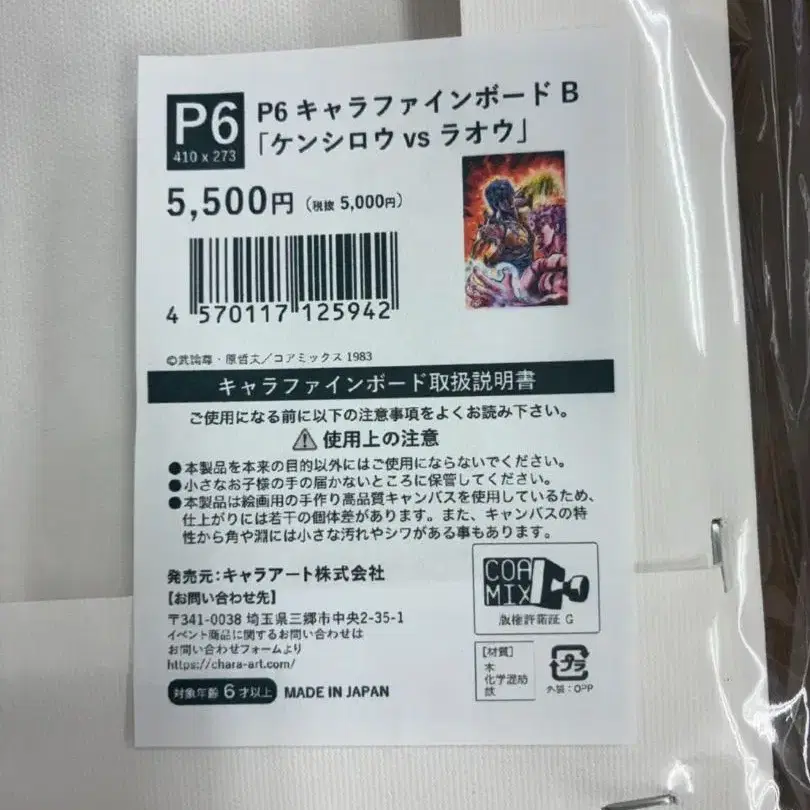 P6
410 x 273
P6 キャラファインボード B
「ケンシロウ vs ラオウ」
5,500円（税抜 5,000円）
4 570117 125942
©武論尊・原哲夫／コアミックス 1983
キャラファインボード取扱説明書
ご使用になる前に以下の注意事項をよくお読み下さい。
使用上の注意
●本製品を本来の目的以外にはご使用にならないでください。
●小さなお子様の手の届かないところに保管してください。
●本製品は絵画用の手作り高品質キャンバスを使用しているため、
仕上がりには若干の個体差があります。また、キャンバスの特
性から角や淵には小さな汚れやシワがある事もあります。
発売元：キャラアート株式会社
【お問い合わせ先】
〒341-0038 埼玉県三郷市中央2-35-1
イベント商品に関するお問い合わせは
お問い合わせフォームより
https://chara-art.com/
対象年齢 6才以上 MADE IN JAPAN
COA
MIX
版権許諾証 G
［材質］
木
化学混紡
プラ
外装：OPP